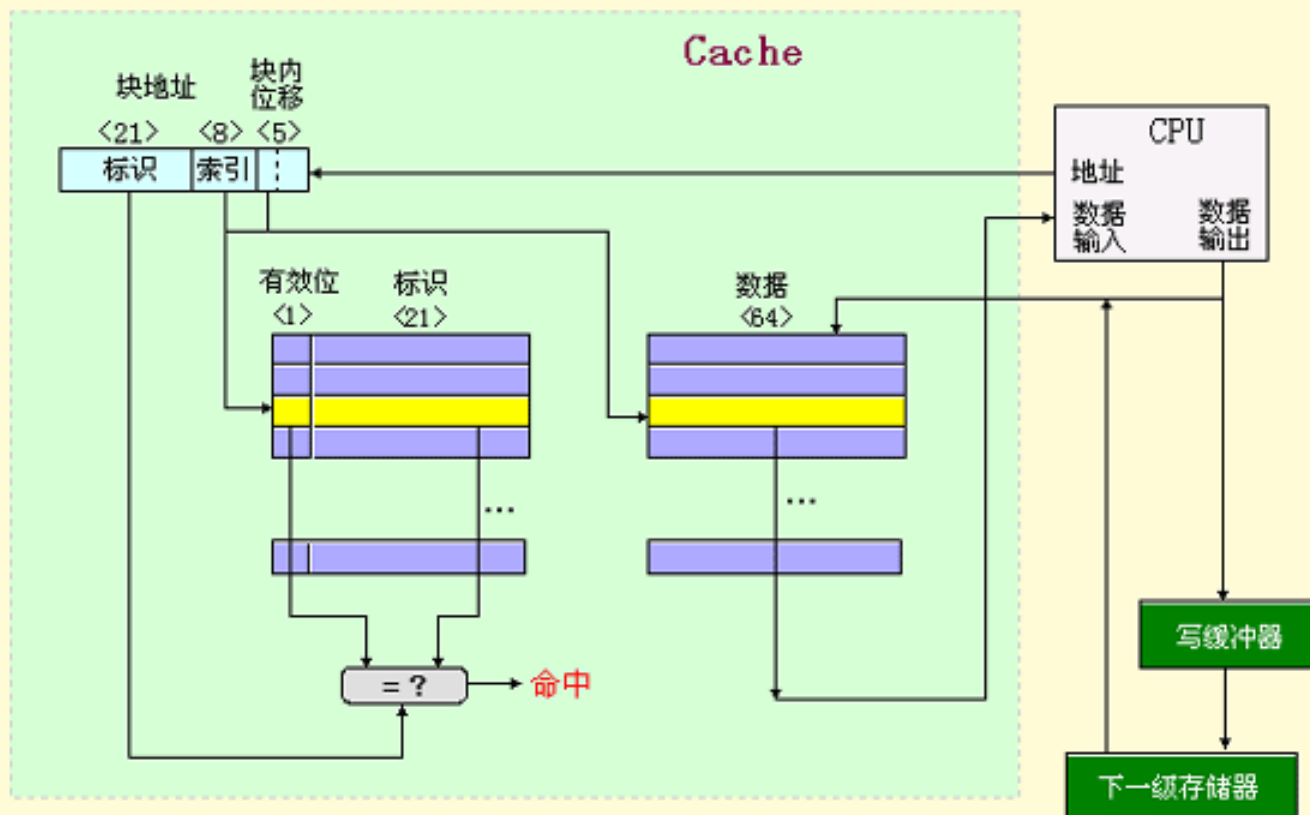 Cache
块地址
块内
位移
<21>
<8>
<5>
标识
索引
CPU
地址
数据
输入
数据
输出
有效位
<1>
标识
<21>
数据
<64>
...
...
= ?
命中
写缓冲器
下一级存储器